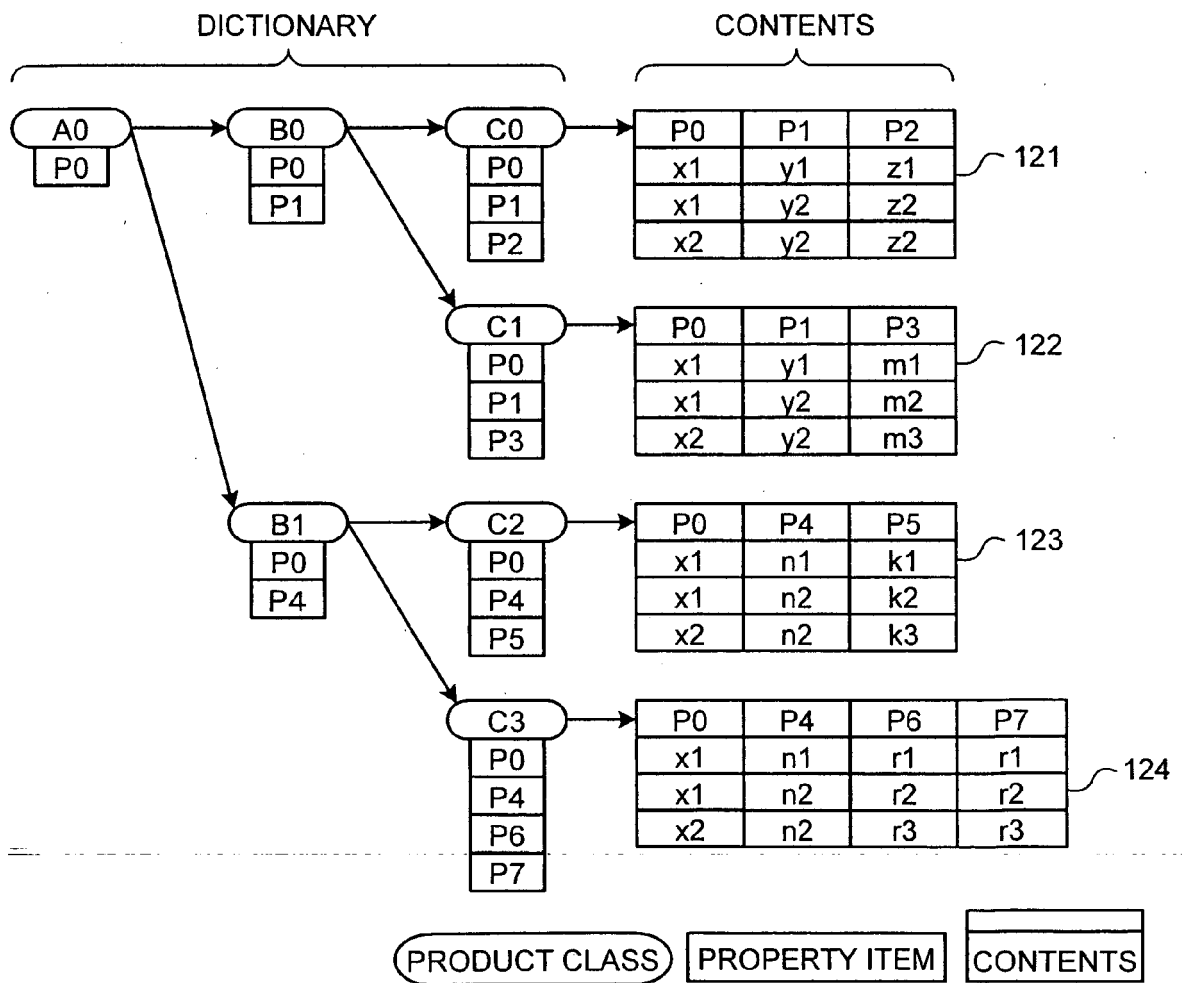 DICTIONARY CONTENTS
A0 B0 C0 P0 P1 P2
P0 P0 P0 x1 y1 z1 121
P1 P1 x1 y2 z2
P2 x2 y2 z2
C1 P0 P1 P3
P0 x1 y1 m1 122
P1 x1 y2 m2
P3 x2 y2 m3
B1 C2 P0 P4 P5
P0 P0 x1 n1 k1 123
P4 P4 x1 n2 k2
P5 x2 n2 k3
C3 P0 P4 P6 P7
P0 x1 n1 r1 r1
P4 x1 n2 r2 r2 124
P6 x2 n2 r3 r3
P7
PRODUCT CLASS PROPERTY ITEM CONTENTS